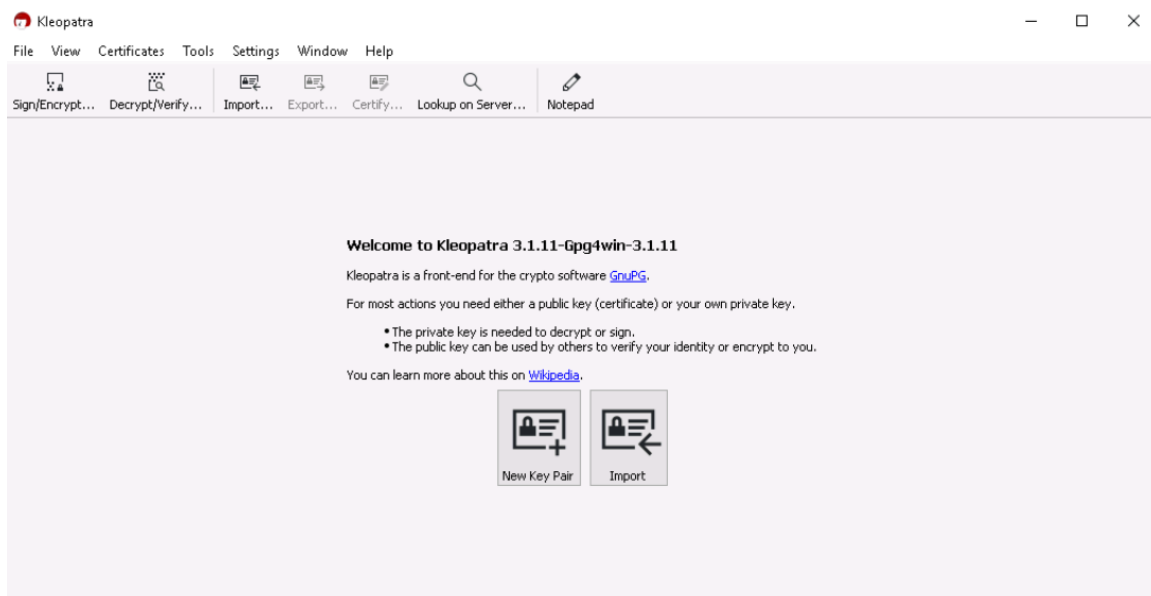 Kleopatra
File View Certificates Tools Settings Window Help
Sign/Encrypt... Decrypt/Verify... Import... Export... Certify... Lookup on Server... Notepad
Welcome to Kleopatra 3.1.11-Gpg4win-3.1.11
Kleopatra is a front-end for the crypto software GnuPG.
For most actions you need either a public key (certificate) or your own private key.
• The private key is needed to decrypt or sign.
• The public key can be used by others to verify your identity or encrypt to you.
You can learn more about this on Wikipedia.
New Key Pair Import